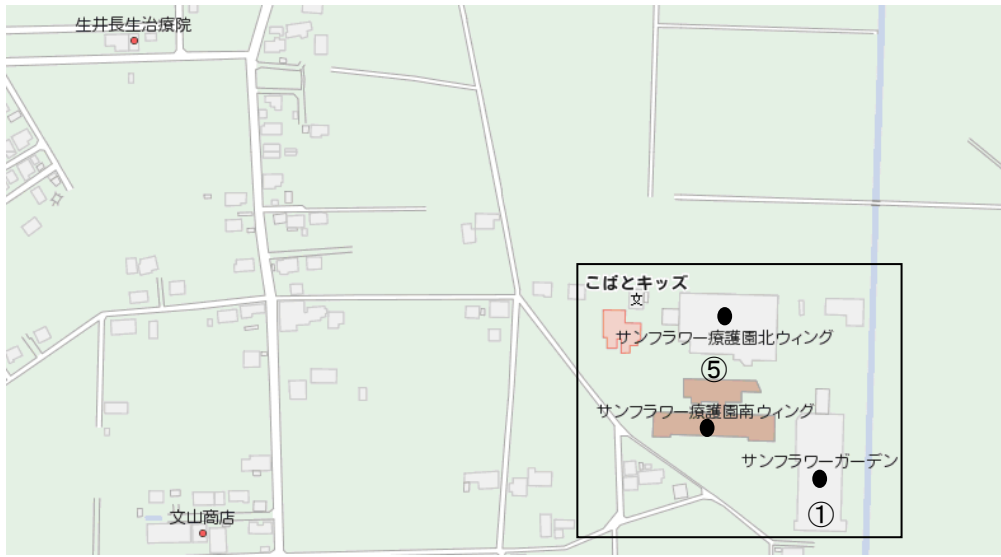 生井長生治療院
こばとキッズ
文
サンフラワー療護園北ウィング
⑤
サンフラワー療護園南ウィング
サンフラワーガーデン
①
文山商店